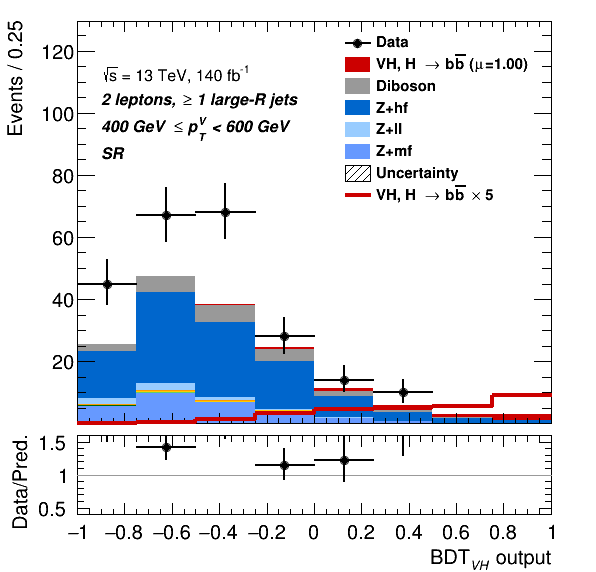 Events / 0.25
120
100
80
60
40
20
√s = 13 TeV, 140 fb⁻¹
2 leptons, ≥ 1 large-R jets
400 GeV ≤ p_T^V < 600 GeV
SR
Data
VH, H → bb̅ (μ=1.00)
Diboson
Z+hf
Z+ll
Z+mf
Uncertainty
VH, H → bb̅ × 5
Data/Pred.
1.5
1
0.5
−1 −0.8 −0.6 −0.4 −0.2 0 0.2 0.4 0.6 0.8 1
BDT_VH output